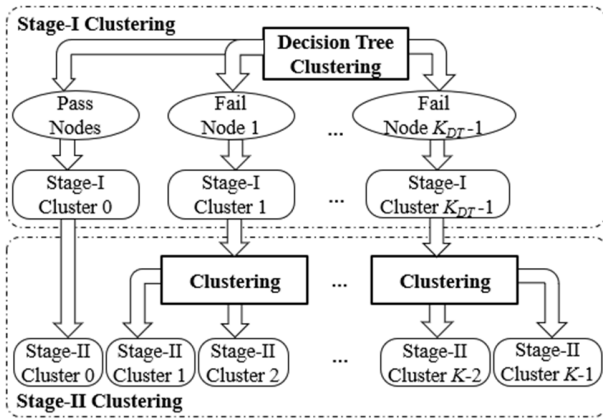 Stage-I Clustering
Decision Tree
Clustering
Pass
Nodes
Fail
Node 1
...
Fail
Node K_DT-1
Stage-I
Cluster 0
Stage-I
Cluster 1
...
Stage-I
Cluster K_DT-1
Clustering
...
Clustering
Stage-II
Cluster 0
Stage-II
Cluster 1
Stage-II
Cluster 2
...
Stage-II
Cluster K-2
Stage-II
Cluster K-1
Stage-II Clustering